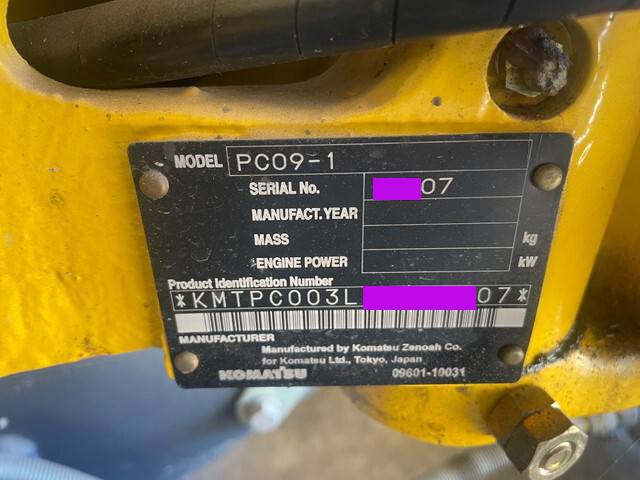 MODEL PC09-1
SERIAL No. 07
MANUFACT.YEAR
MASS kg
ENGINE POWER kW
Product Identification Number
*KMTPC003L 07*
MANUFACTURER
Manufactured by Komatsu Zenoah Co.
for Komatsu Ltd., Tokyo, Japan
KOMATSU 09601-10031